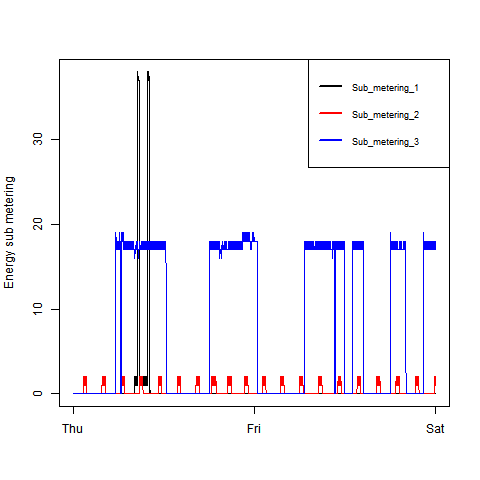 Sub_metering_1
Sub_metering_2
Sub_metering_3
Energy sub metering
30
20
10
0
Thu Fri Sat